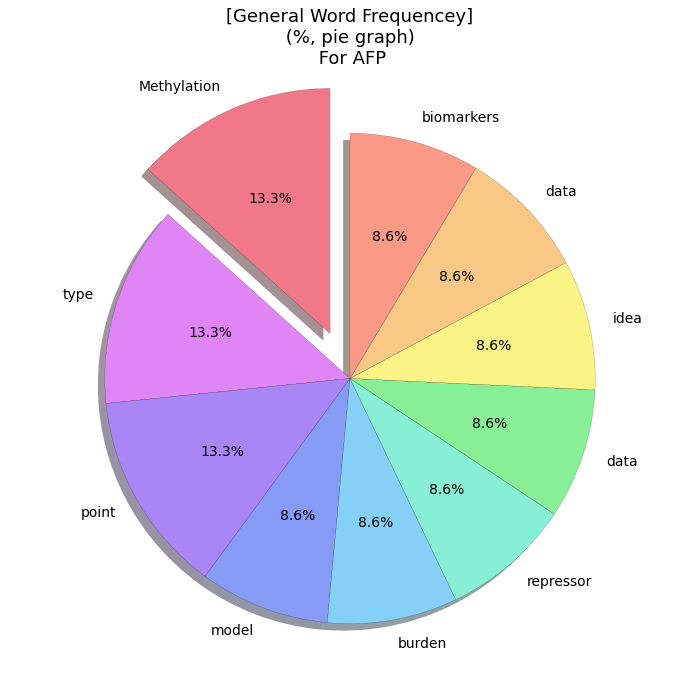 [General Word Frequencey]
(%, pie graph)
For AFP
Methylation
biomarkers
data
idea
data
repressor
burden
model
point
type
13.3%
8.6%
8.6%
8.6%
8.6%
8.6%
8.6%
8.6%
13.3%
13.3%